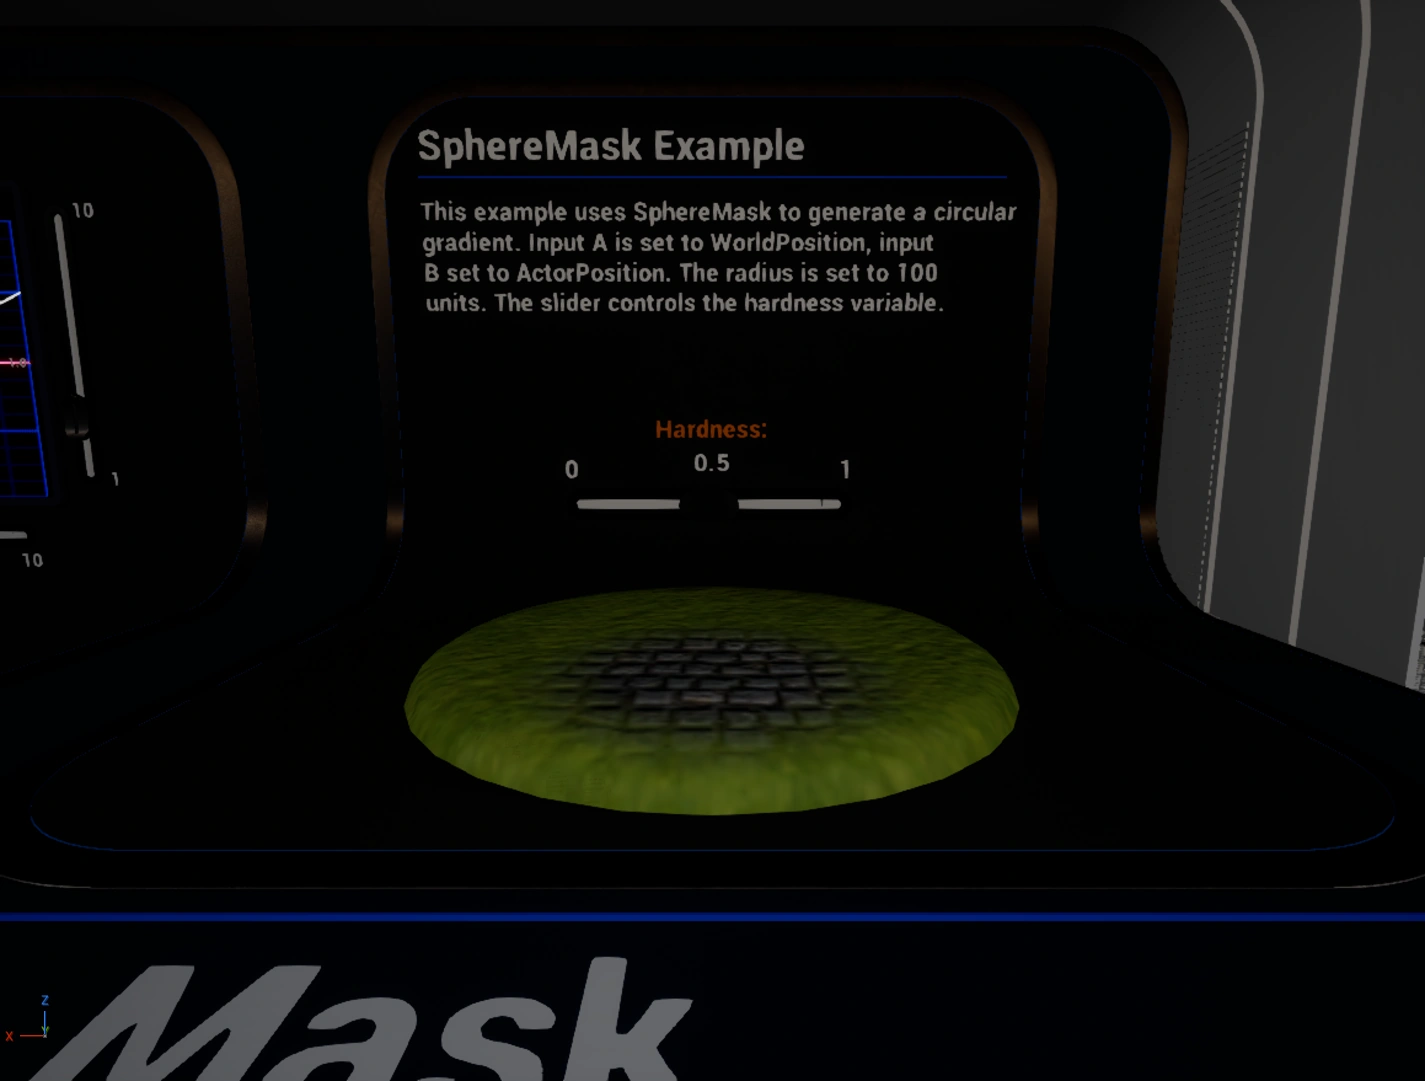 SphereMask Example
This example uses SphereMask to generate a circular
gradient. Input A is set to WorldPosition, input
B set to ActorPosition. The radius is set to 100
units. The slider controls the hardness variable.
Hardness:
0 0.5 1
10
1.0
1
10
Mask
Z
X Y